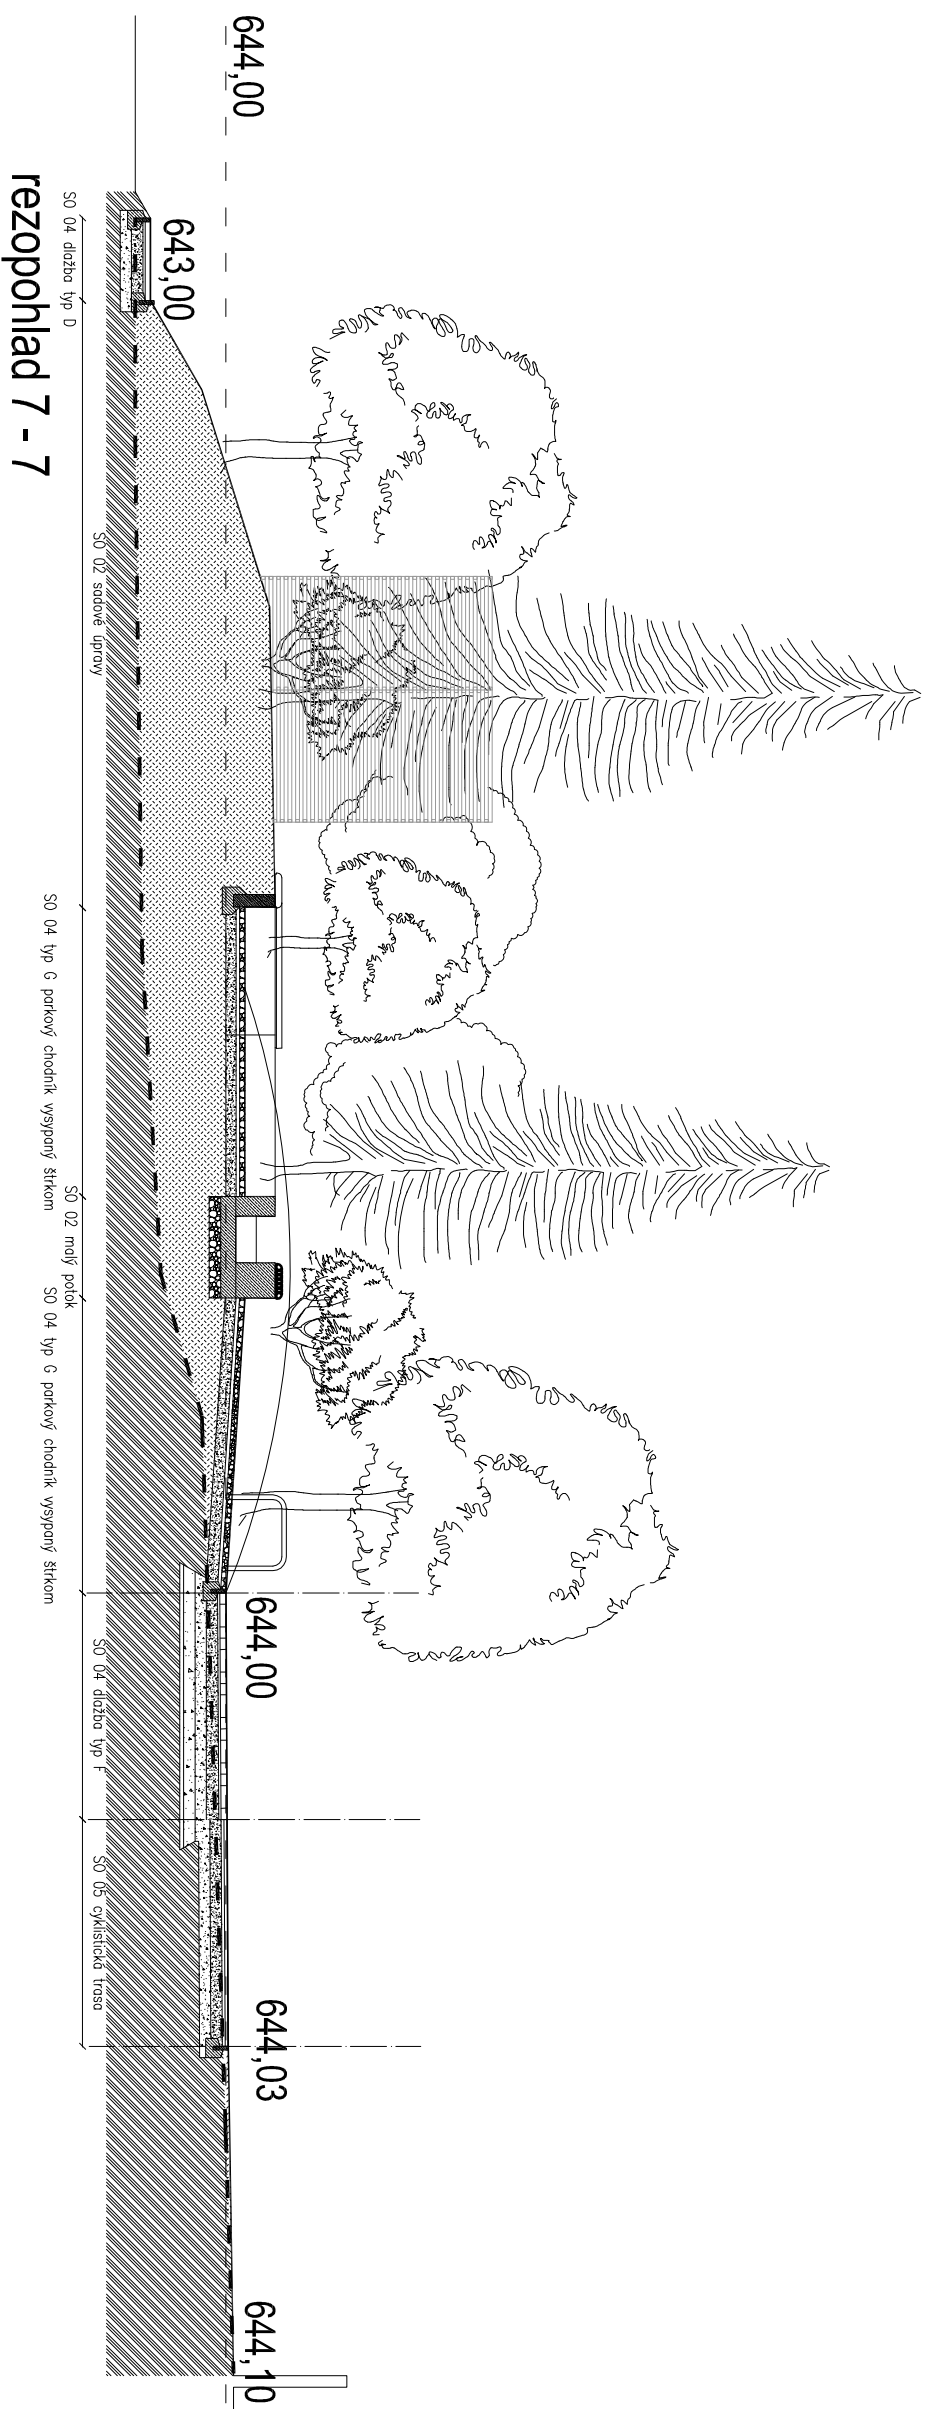 644,00
643,00
644,00
644,03
644,10
SO 04 dlažba typ D
SO 02 sadové úpravy
SO 04 typ G parkový chodník vysypaný štrkom
SO 02 malý potok
SO 04 typ G parkový chodník vysypaný štrkom
SO 04 dlažba typ F
SO 05 cyklistická trasa
rezopohlad 7 - 7